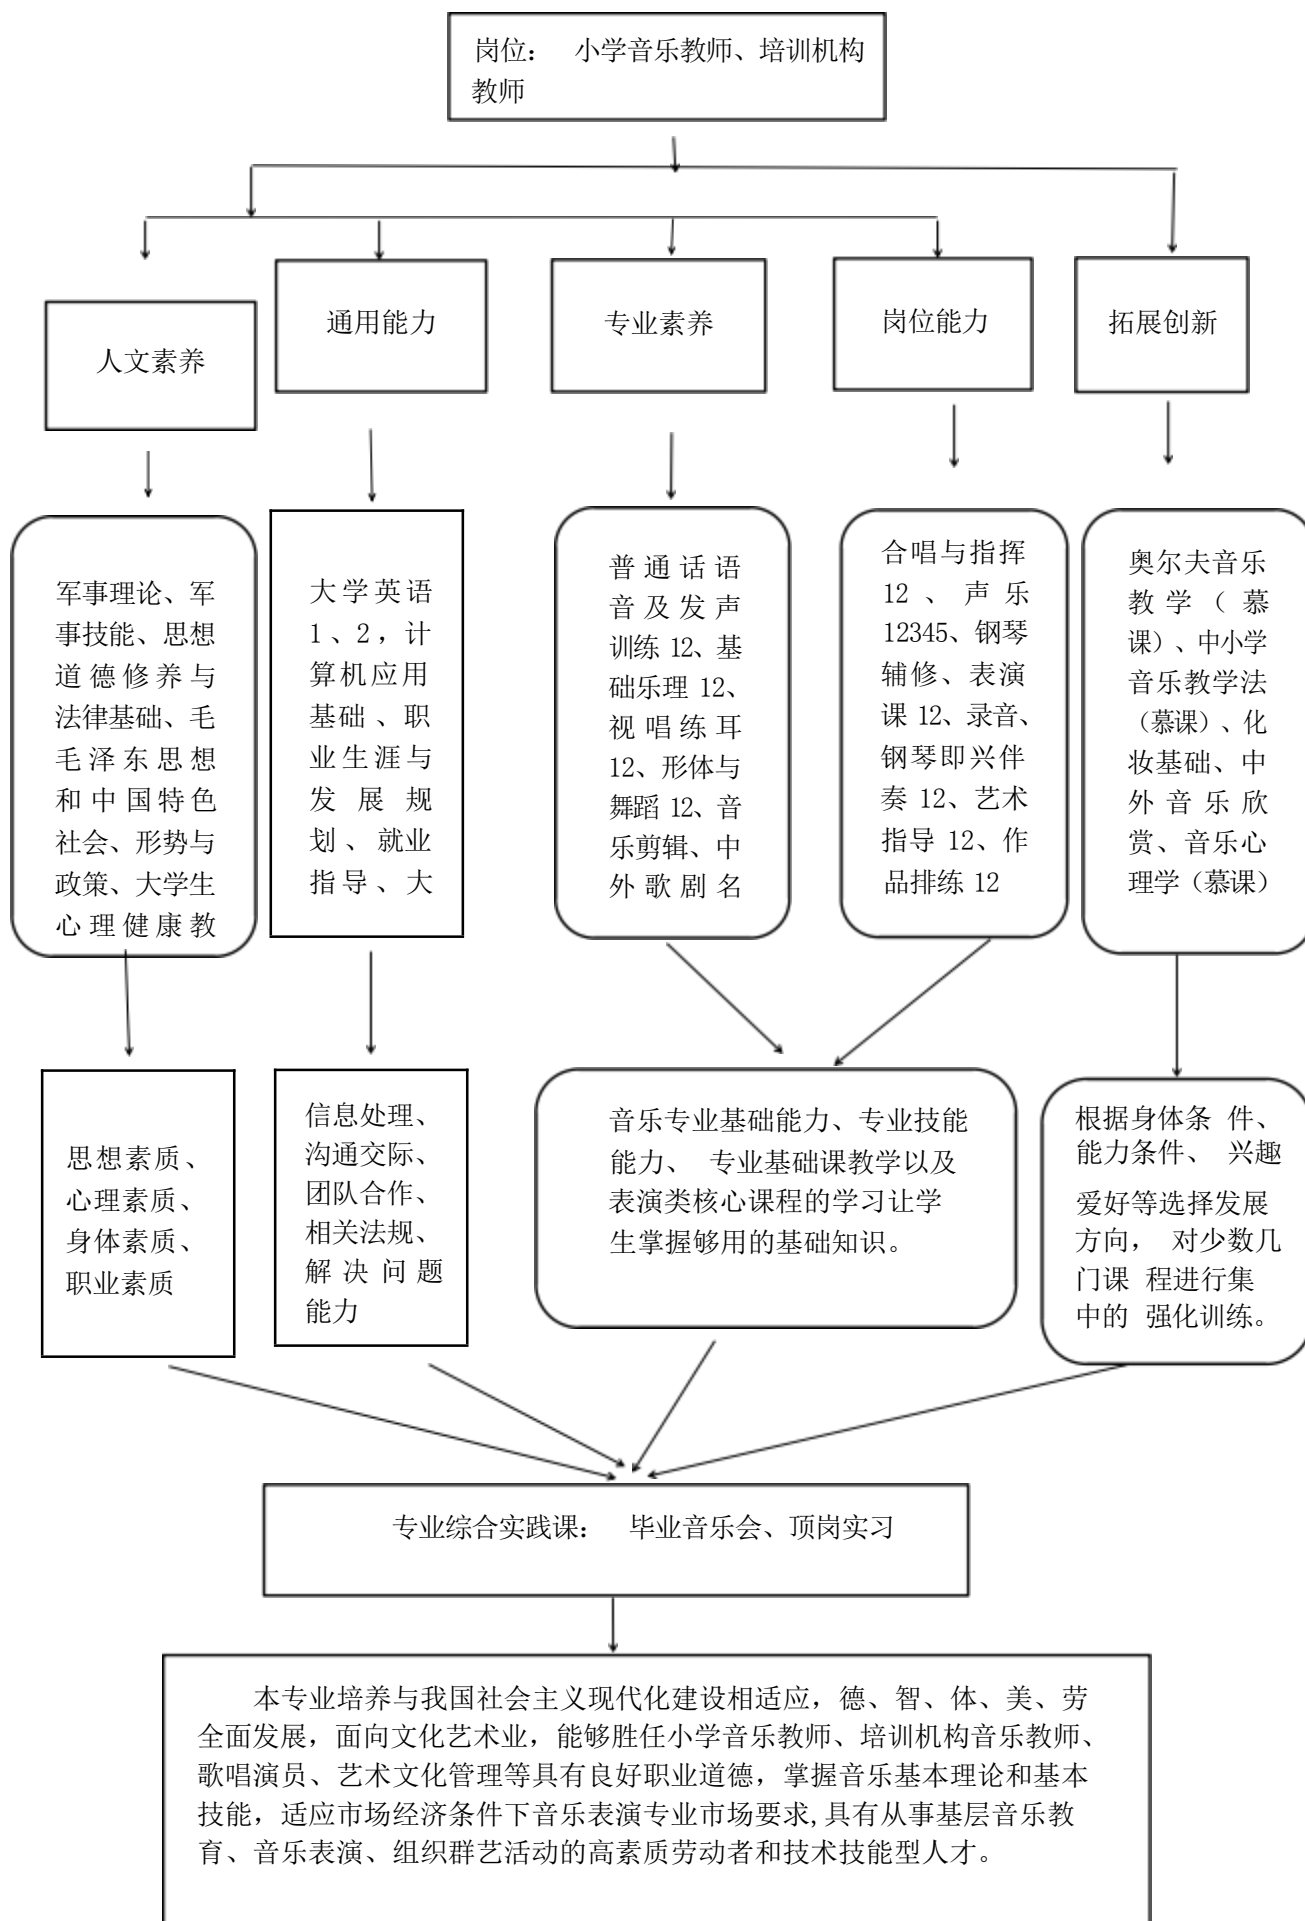 岗位： 小学音乐教师、培训机构
教师
人文素养
通用能力
专业素养
岗位能力
拓展创新
军事理论、军
事技能、思想
道德修养与
法律基础、毛
毛泽东思想
和中国特色
社会、形势与
政策、大学生
心理健康教
大学英语
1、2，计
算机应用
基础、职
业生涯与
发展规
划、就业
指导、大
普通话语
音及发声
训练 12、基
础乐理 12、
视唱练耳
12、形体与
舞蹈 12、音
乐剪辑、中
外歌剧名
合唱与指挥
12、声乐
12345、钢琴
辅修、表演
课 12、录音、
钢琴即兴伴
奏 12、艺术
指导 12、作
品排练 12
奥尔夫音乐
教学（慕
课）、中小学
音乐教学法
（慕课）、化
妆基础、中
外音乐欣
赏、音乐心
理学（慕课）
思想素质、
心理素质、
身体素质、
职业素质
信息处理、
沟通交际、
团队合作、
相关法规、
解决问题
能力
音乐专业基础能力、专业技能
能力、 专业基础课教学以及
表演类核心课程的学习让学
生掌握够用的基础知识。
根据身体条 件、
能力条件、 兴趣
爱好等选择发展
方向， 对少数几
门课 程进行集
中的 强化训练。
专业综合实践课： 毕业音乐会、顶岗实习
本专业培养与我国社会主义现代化建设相适应，德、智、体、美、劳
全面发展，面向文化艺术业，能够胜任小学音乐教师、培训机构音乐教师、
歌唱演员、艺术文化管理等具有良好职业道德，掌握音乐基本理论和基本
技能，适应市场经济条件下音乐表演专业市场要求,具有从事基层音乐教
育、音乐表演、组织群艺活动的高素质劳动者和技术技能型人才。